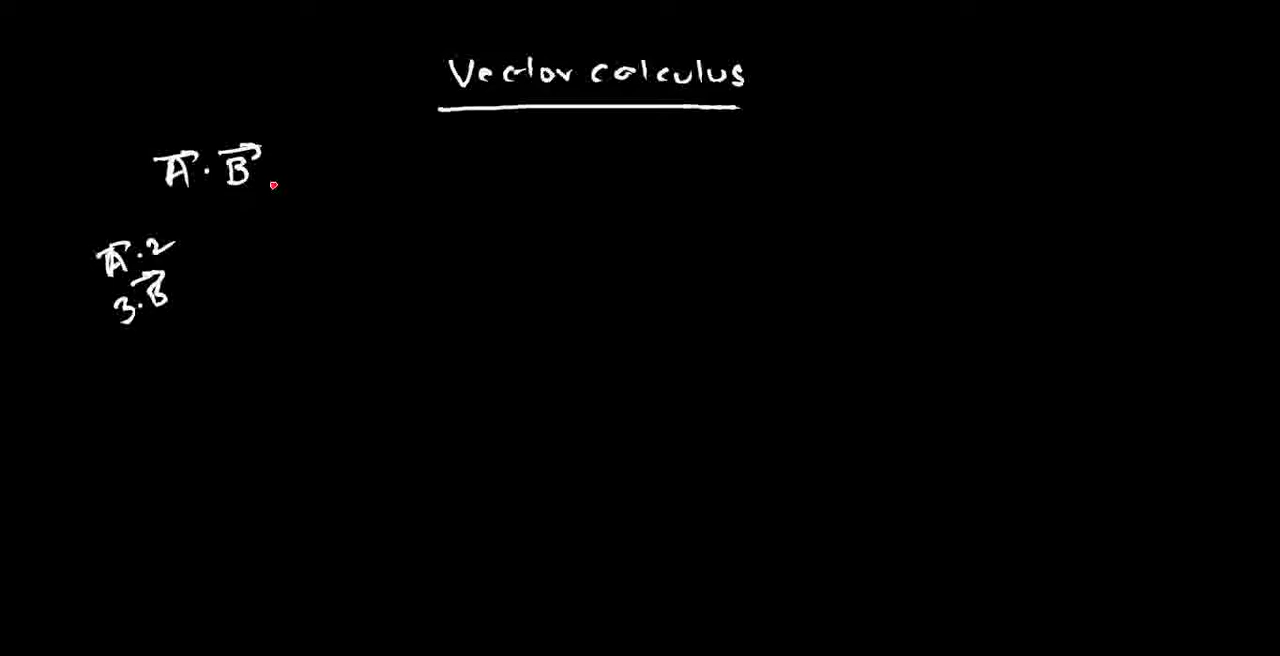 Vector calculus
A⃗ · B⃗
A⃗ · 2
3 · B⃗